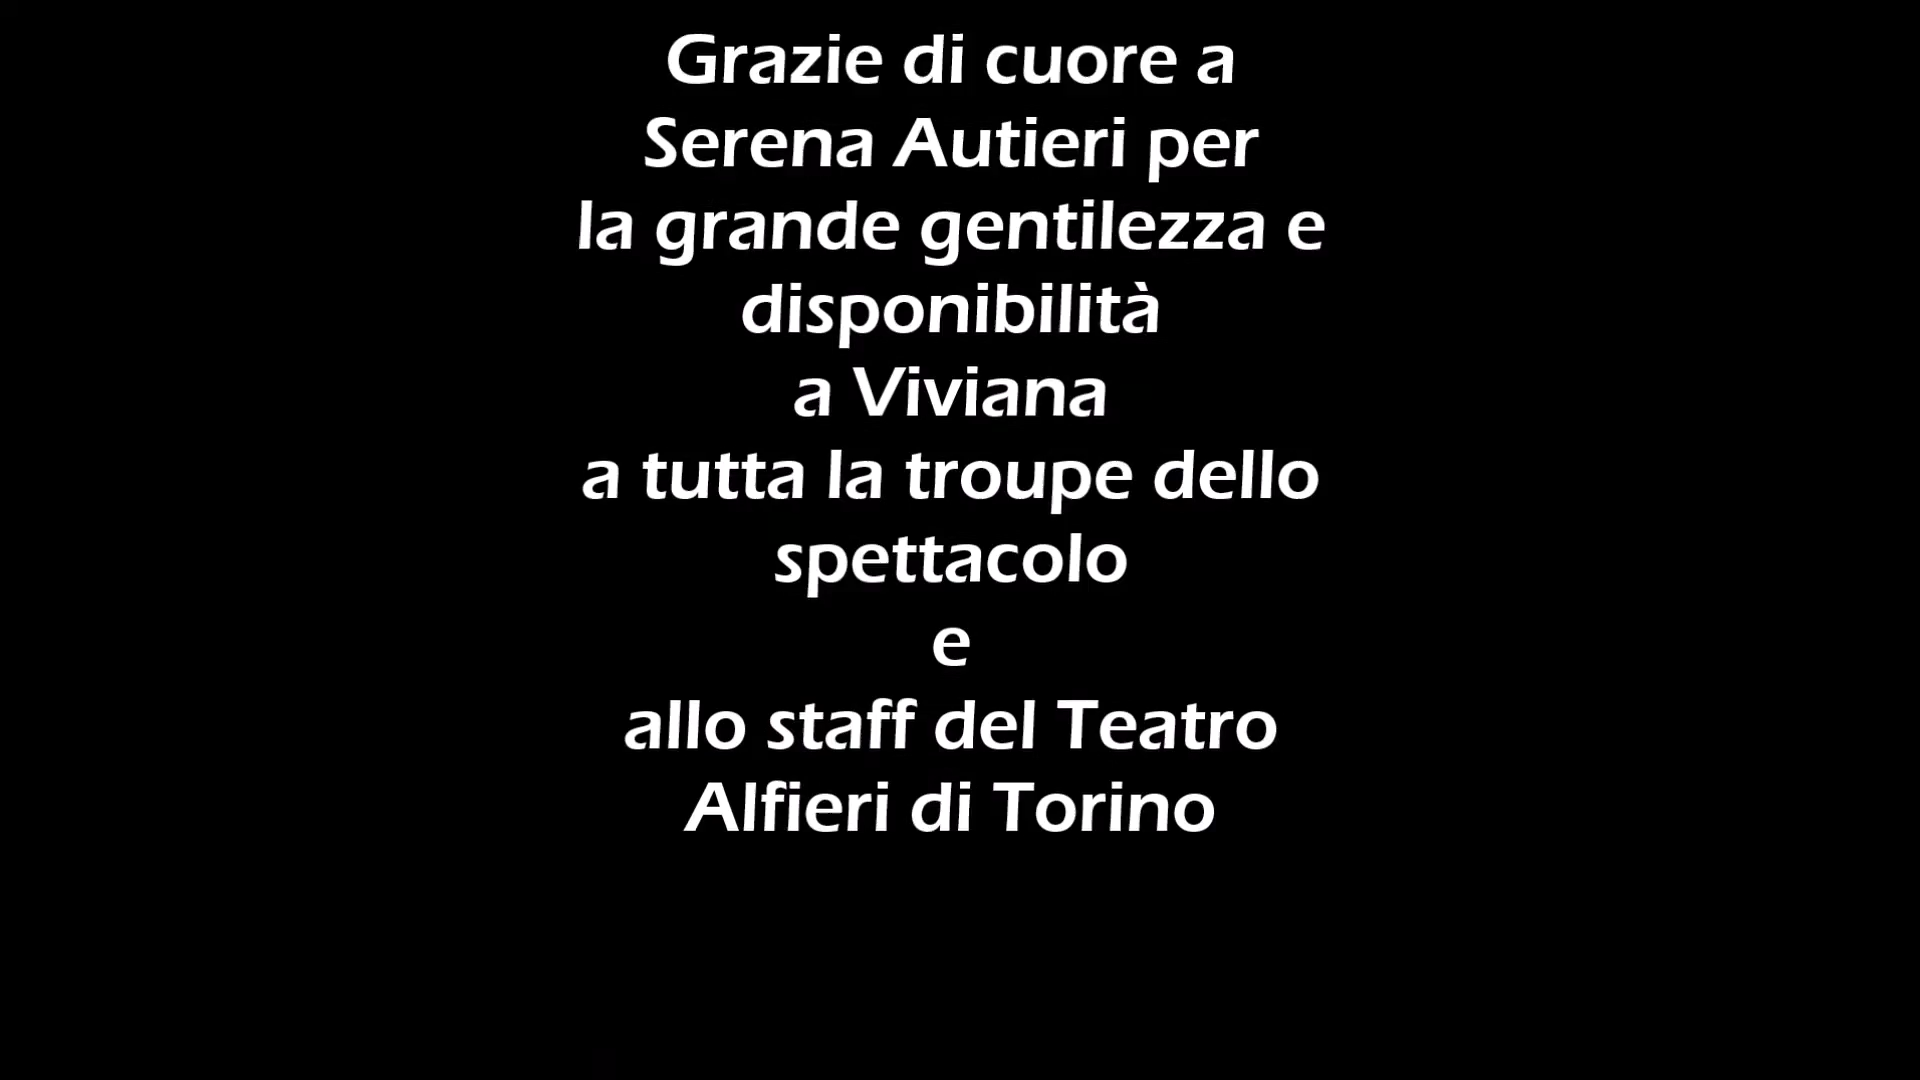 Grazie di cuore a
Serena Autieri per
la grande gentilezza e
disponibilità
a Viviana
a tutta la troupe dello
spettacolo
e
allo staff del Teatro
Alfieri di Torino